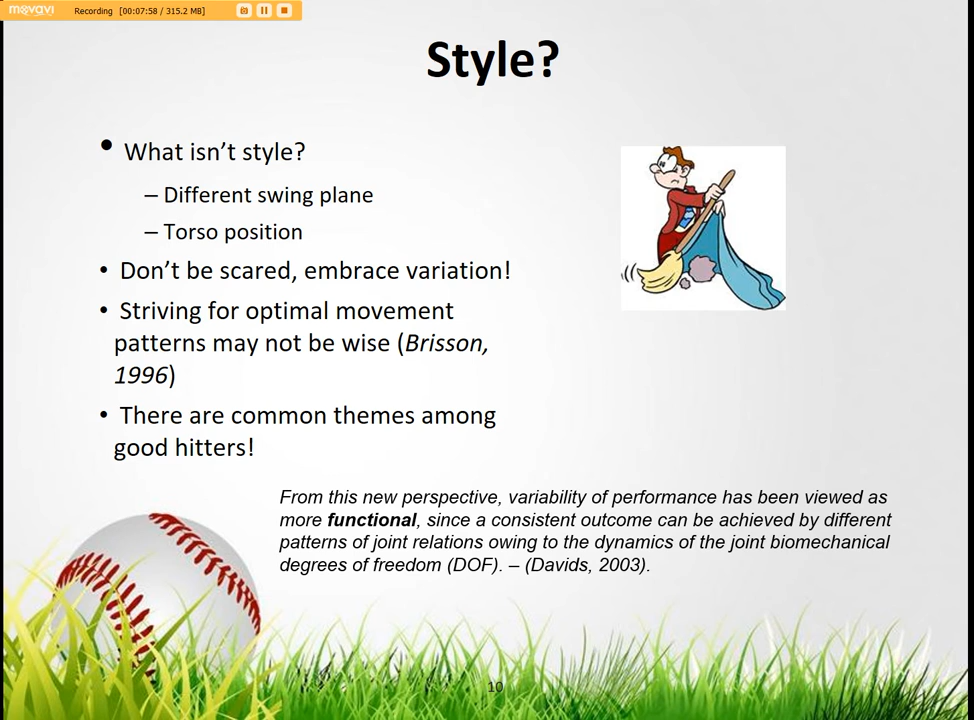 movavi Recording [00:07:58 / 315.2 MB]
Style?
• What isn't style?
– Different swing plane
– Torso position
• Don't be scared, embrace variation!
• Striving for optimal movement
patterns may not be wise (Brisson,
1996)
• There are common themes among
good hitters!
From this new perspective, variability of performance has been viewed as
more functional, since a consistent outcome can be achieved by different
patterns of joint relations owing to the dynamics of the joint biomechanical
degrees of freedom (DOF). – (Davids, 2003).
10